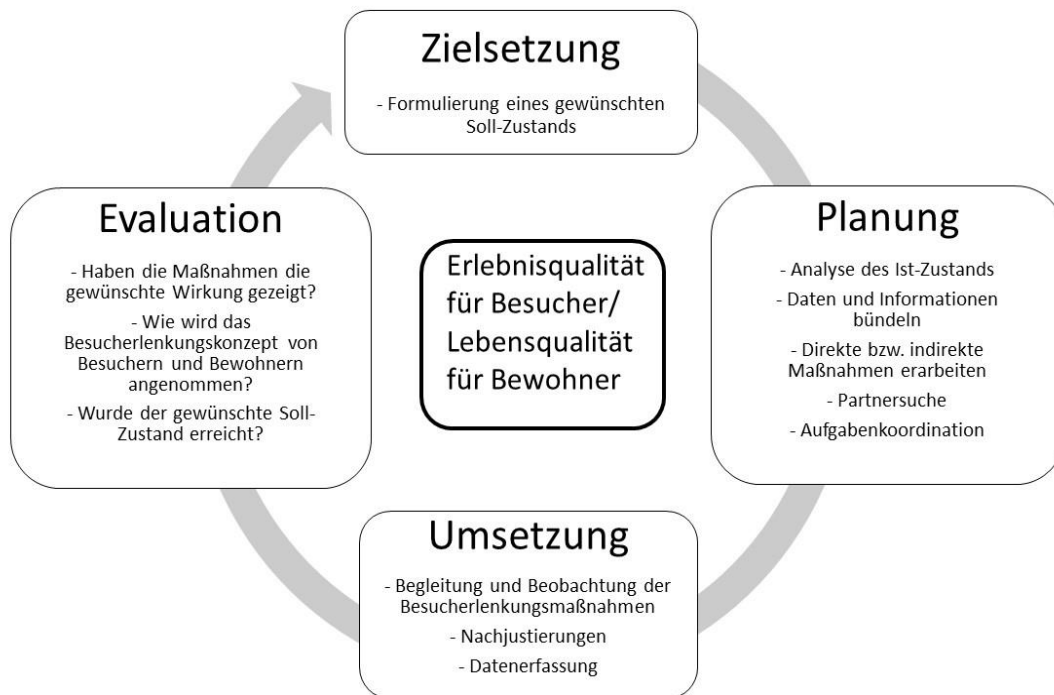 Zielsetzung
- Formulierung eines gewünschten
Soll-Zustands
Planung
- Analyse des Ist-Zustands
- Daten und Informationen
bündeln
- Direkte bzw. indirekte
Maßnahmen erarbeiten
- Partnersuche
- Aufgabenkoordination
Umsetzung
- Begleitung und Beobachtung der
Besucherlenkungsmaßnahmen
- Nachjustierungen
- Datenerfassung
Evaluation
- Haben die Maßnahmen die
gewünschte Wirkung gezeigt?
- Wie wird das
Besucherlenkungskonzept von
Besuchern und Bewohnern
angenommen?
- Wurde der gewünschte Soll-
Zustand erreicht?
Erlebnisqualität
für Besucher/
Lebensqualität
für Bewohner